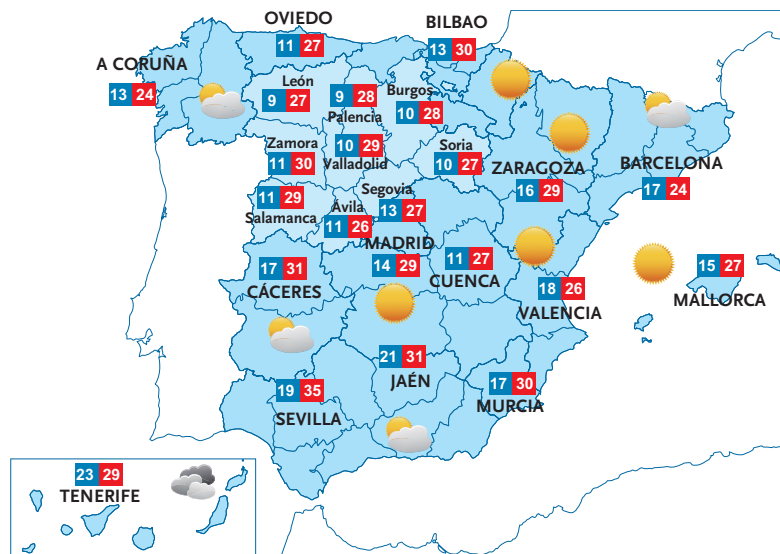 OVIEDO
11 27
BILBAO
13 30
A CORUÑA
13 24
León
9 27
9 28
Palencia
Burgos
10 28
Zamora
11 30
10 29
Valladolid
Soria
10 27
ZARAGOZA
16 29
BARCELONA
17 24
11 29
Salamanca
Ávila
11 26
Segovia
13 27
MADRID
14 29
11 27
CUENCA
17 31
CÁCERES
18 26
VALENCIA
15 27
MALLORCA
21 31
JAÉN
19 35
SEVILLA
17 30
MURCIA
23 29
TENERIFE